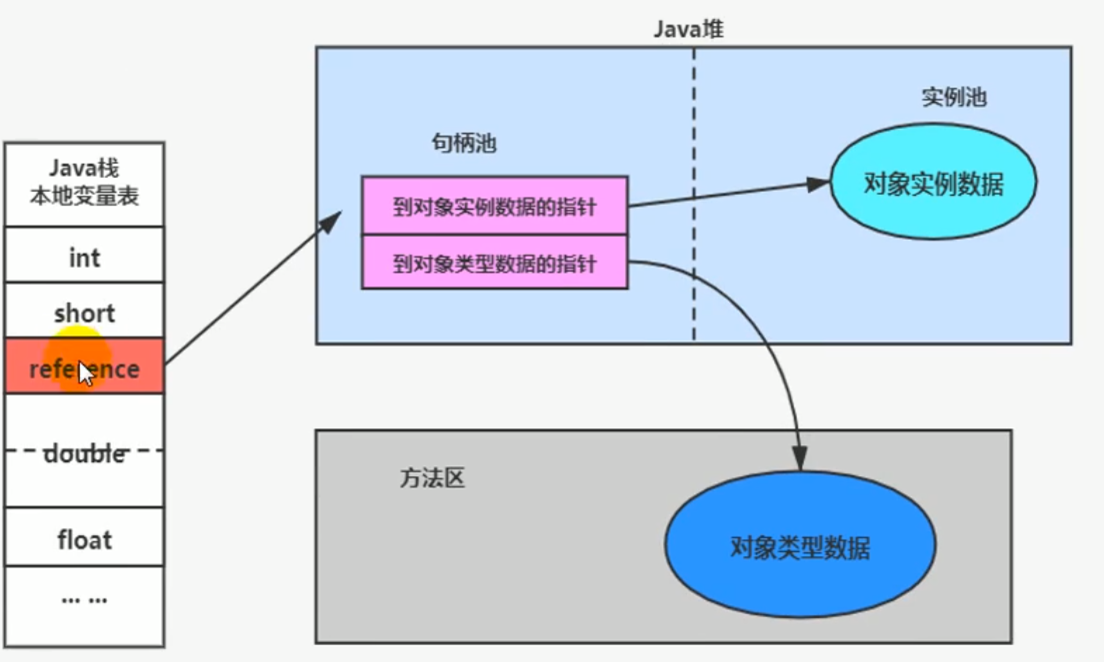 Java堆
实例池
句柄池
到对象实例数据的指针
到对象类型数据的指针
对象实例数据
Java栈
本地变量表
int
short
reference
double
float
... ...
方法区
对象类型数据